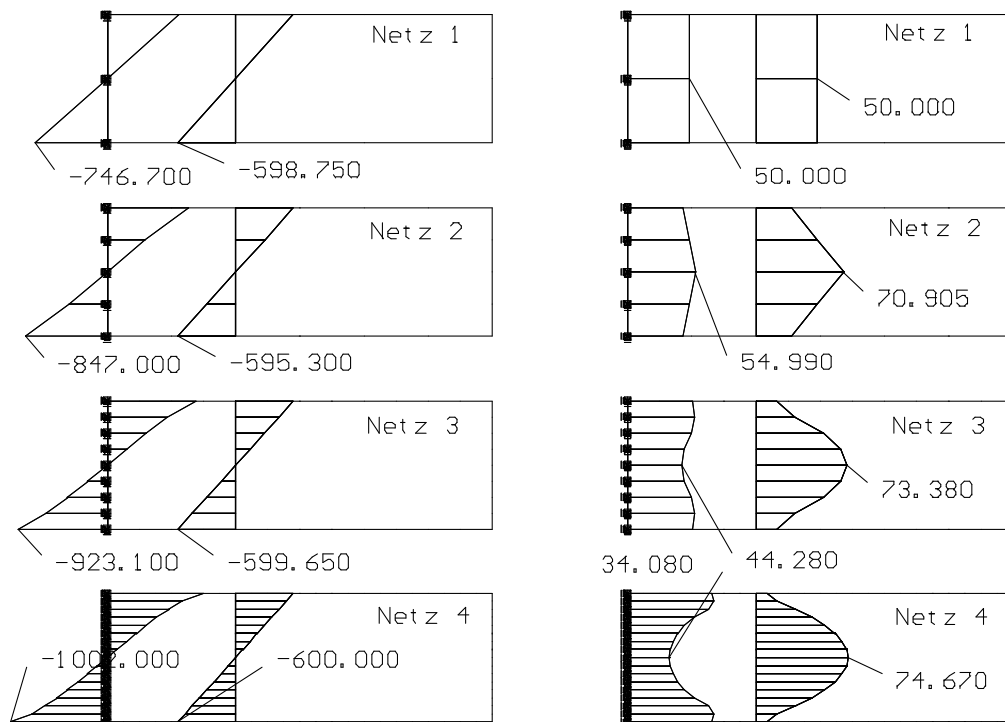 Netz 1
Netz 1
50.000
-746.700
-598.750
50.000
Netz 2
Netz 2
70.905
-847.000
-595.300
54.990
Netz 3
Netz 3
73.380
-923.100
-599.650
34.080
44.280
Netz 4
Netz 4
-1002.000
-600.000
74.670